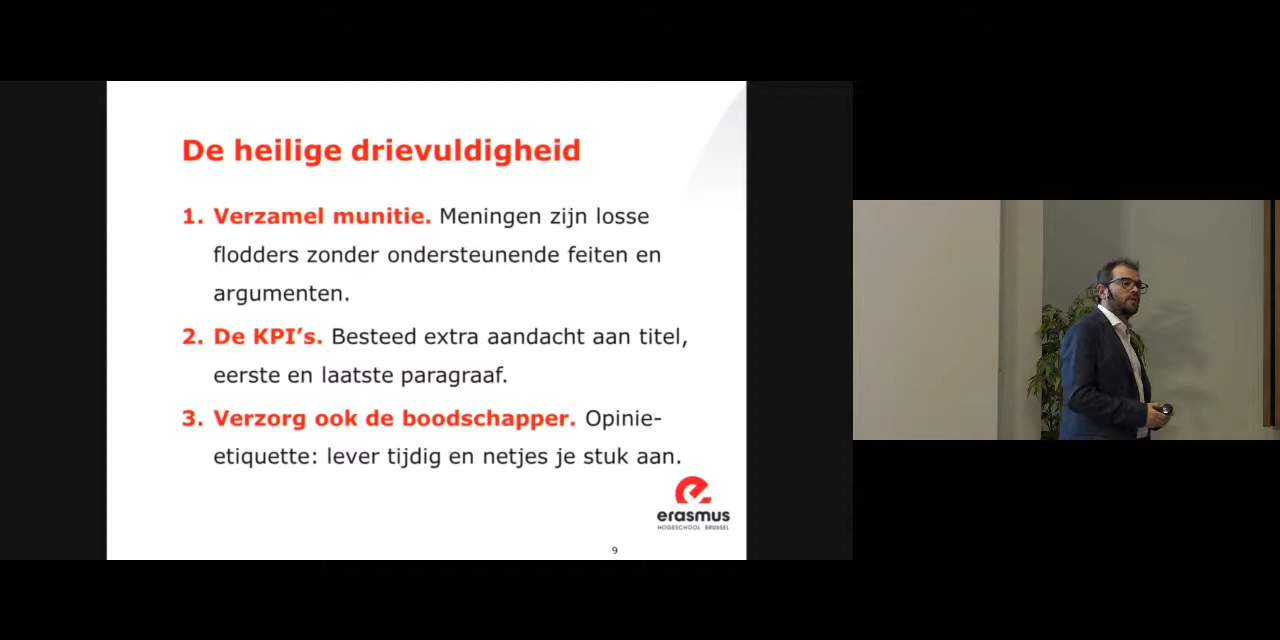 De heilige drievuldigheid
1. Verzamel munitie. Meningen zijn losse
flodders zonder ondersteunende feiten en
argumenten.
2. De KPI's. Besteed extra aandacht aan titel,
eerste en laatste paragraaf.
3. Verzorg ook de boodschapper. Opinie-
etiquette: lever tijdig en netjes je stuk aan.
erasmus
HOGESCHOOL BRUSSEL
9